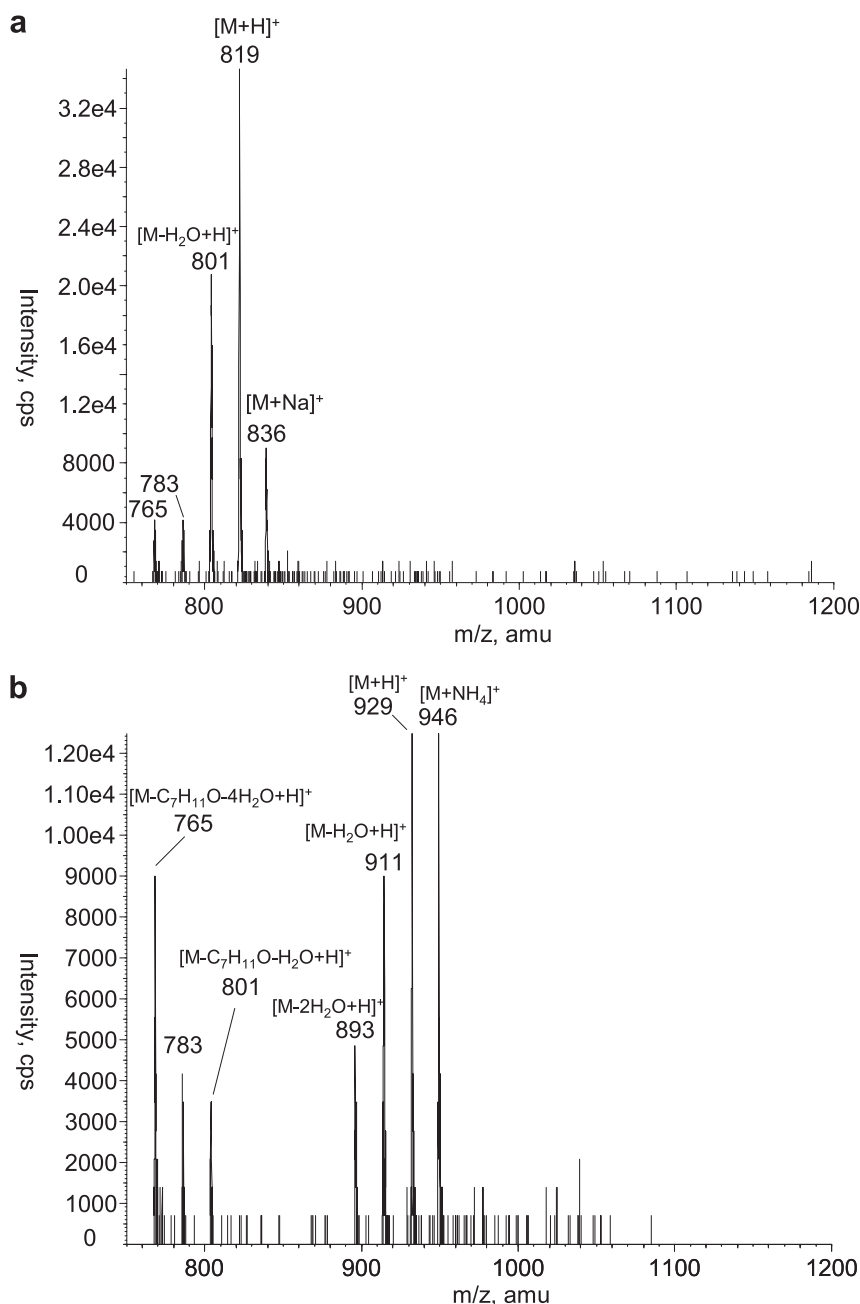 a
[M+H]⁺
819
3.2e4
2.8e4
[M-H₂O+H]⁺
801
2.4e4
2.0e4
Intensity, cps
1.6e4
1.2e4
[M+Na]⁺
836
8000
783
765
4000
0
800
900
1000
1100
1200
m/z, amu
b
[M+H]⁺
929
[M+NH₄]⁺
946
1.20e4
1.10e4
[M-C₇H₁₁O-4H₂O+H]⁺
765
1.00e4
[M-H₂O+H]⁺
911
9000
8000
7000
[M-C₇H₁₁O-H₂O+H]⁺
801
Intensity, cps
6000
[M-2H₂O+H]⁺
893
5000
783
4000
3000
2000
1000
0
800
900
1000
1100
1200
m/z, amu